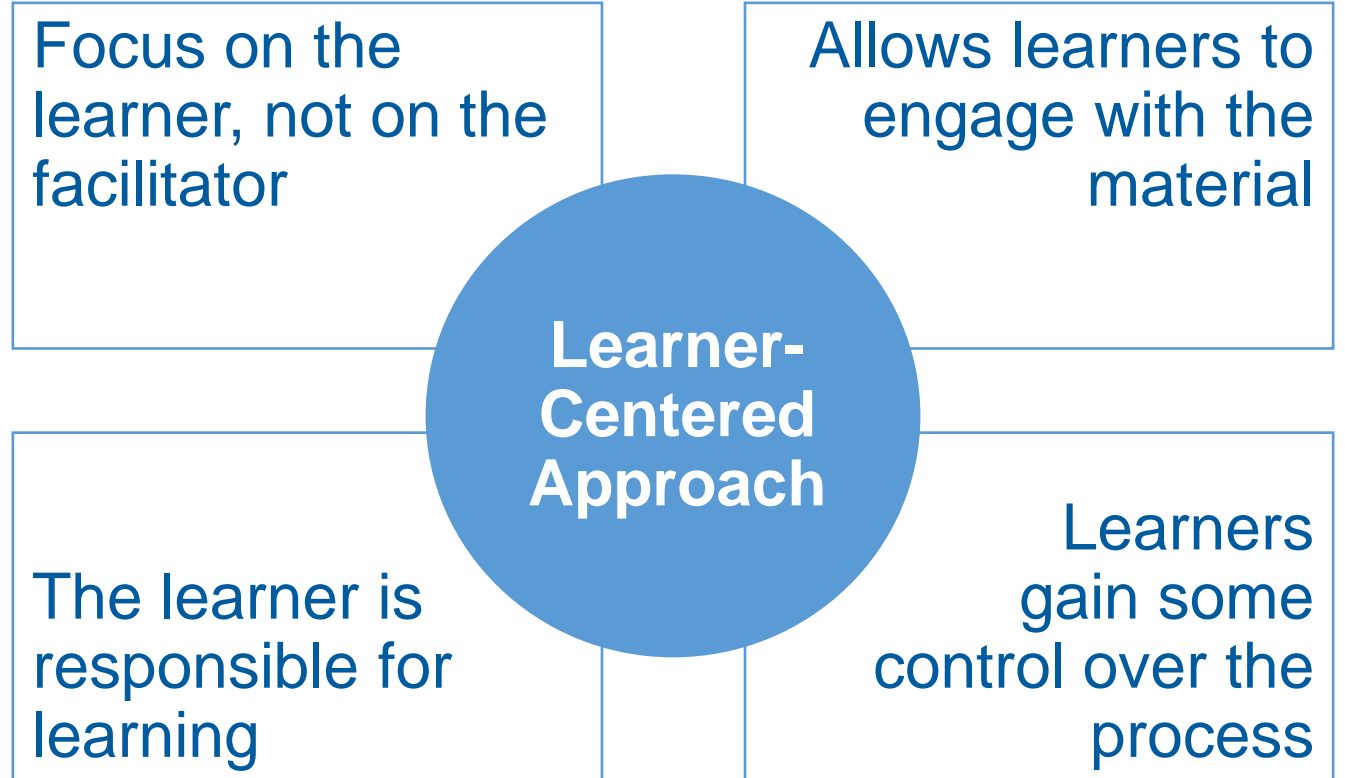 Focus on the
learner, not on the
facilitator
Allows learners to
engage with the
material
Learner-
Centered
Approach
The learner is
responsible for
learning
Learners
gain some
control over the
process